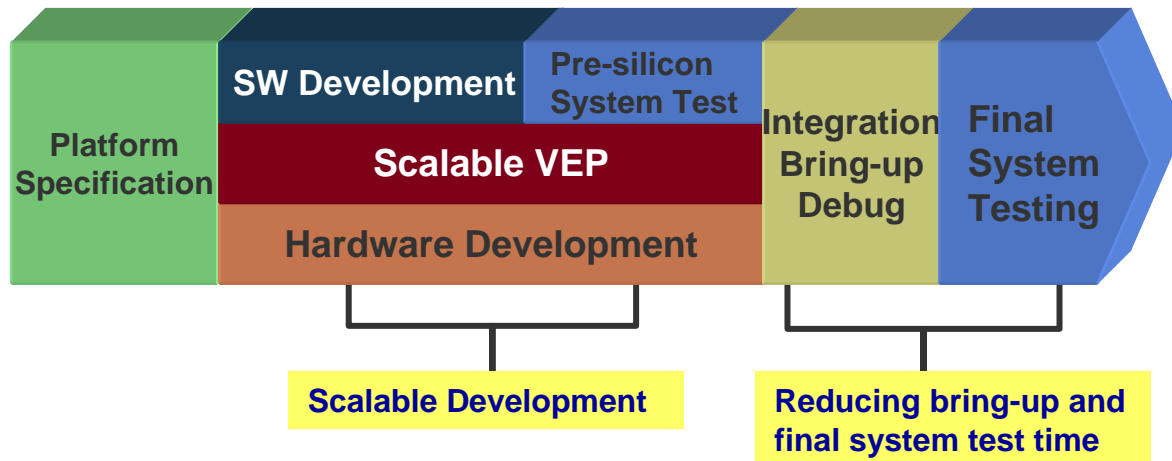 Platform
Specification
SW Development
Pre-silicon
System Test
Scalable VEP
Hardware Development
Integration
Bring-up
Debug
Final
System
Testing
Scalable Development
Reducing bring-up and
final system test time